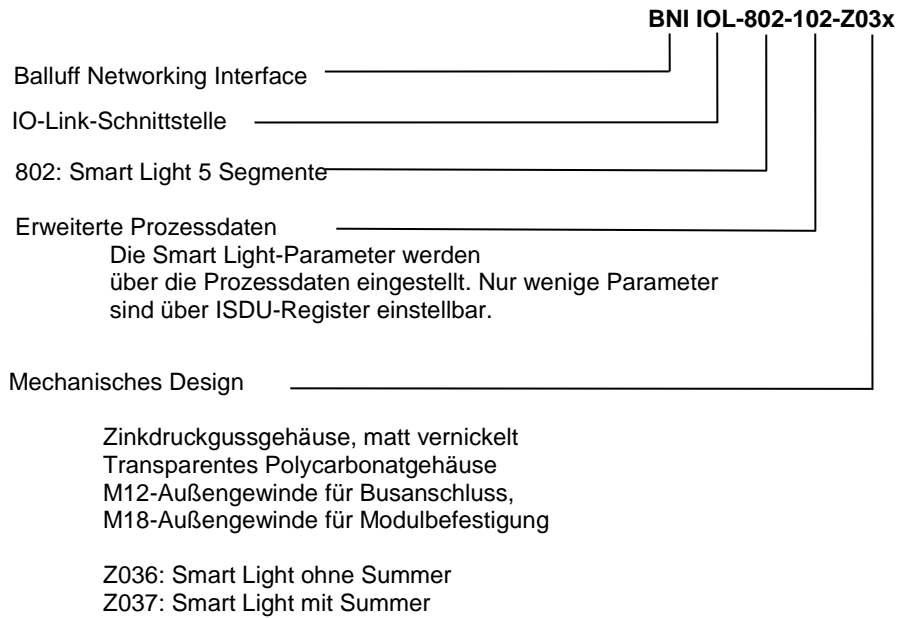 BNI IOL-802-102-Z03x
Balluff Networking Interface
IO-Link-Schnittstelle
802: Smart Light 5 Segmente
Erweiterte Prozessdaten
Die Smart Light-Parameter werden
über die Prozessdaten eingestellt. Nur wenige Parameter
sind über ISDU-Register einstellbar.
Mechanisches Design
Zinkdruckgussgehäuse, matt vernickelt
Transparentes Polycarbonatgehäuse
M12-Außengewinde für Busanschluss,
M18-Außengewinde für Modulbefestigung
Z036: Smart Light ohne Summer
Z037: Smart Light mit Summer